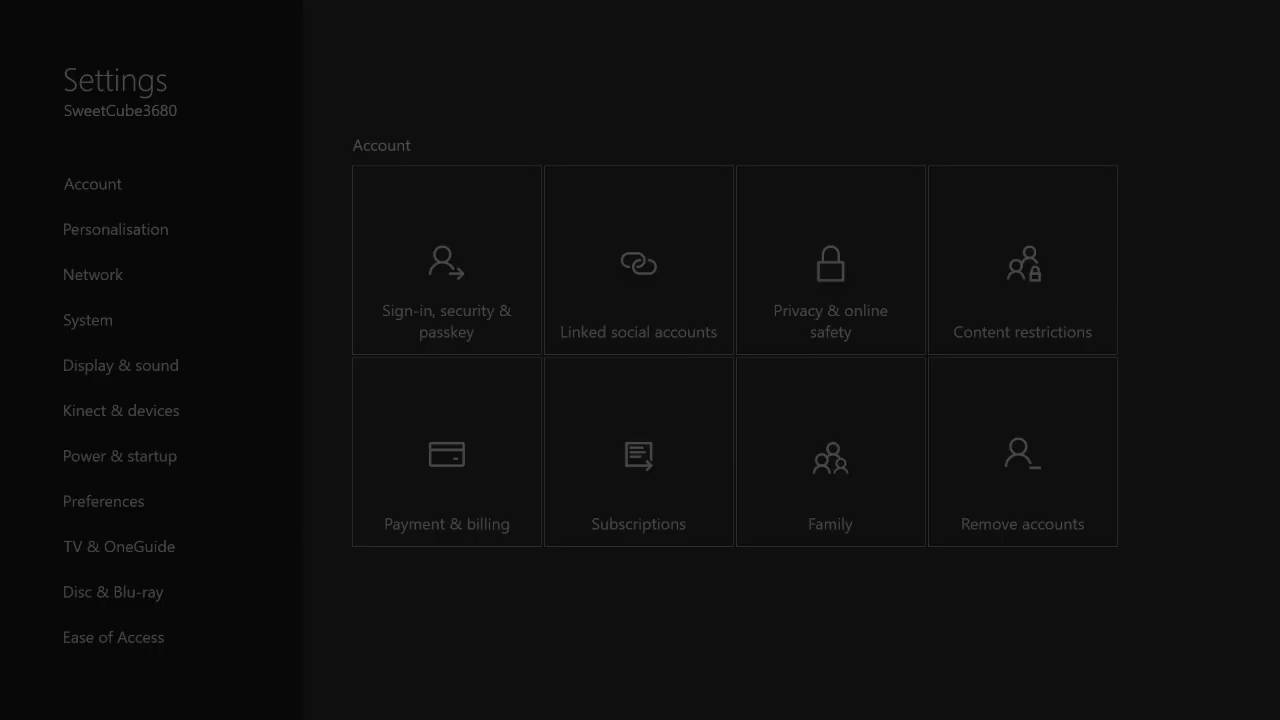 Settings
SweetCube3680
Account
Personalisation
Network
System
Display & sound
Kinect & devices
Power & startup
Preferences
TV & OneGuide
Disc & Blu-ray
Ease of Access
Account
Sign-in, security &
passkey
Linked social accounts
Privacy & online
safety
Content restrictions
Payment & billing
Subscriptions
Family
Remove accounts